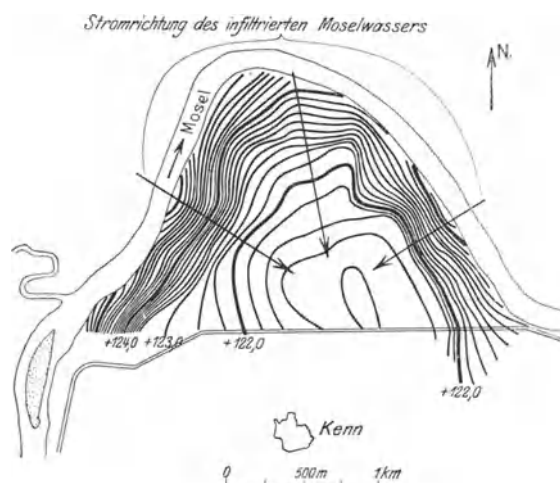 Stromrichtung des infiltrierten Moselwassers
N.
Mosel
+124,0 +123,0 +122,0
+122,0
Kenn
0 500m 1km